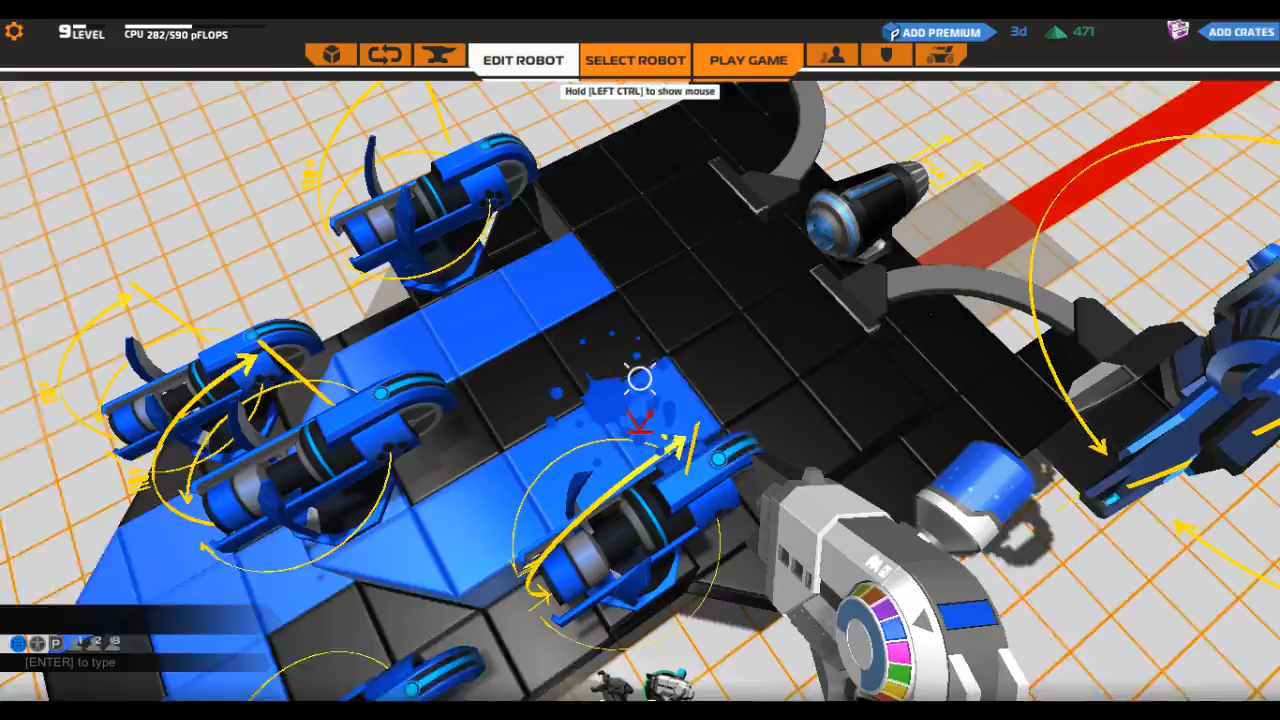 9 LEVEL
CPU 282/590 pFLOPS
ADD PREMIUM
3d
471
ADD CRATES
EDIT ROBOT
SELECT ROBOT
PLAY GAME
Hold [LEFT CTRL] to show mouse
P
[ENTER] to type